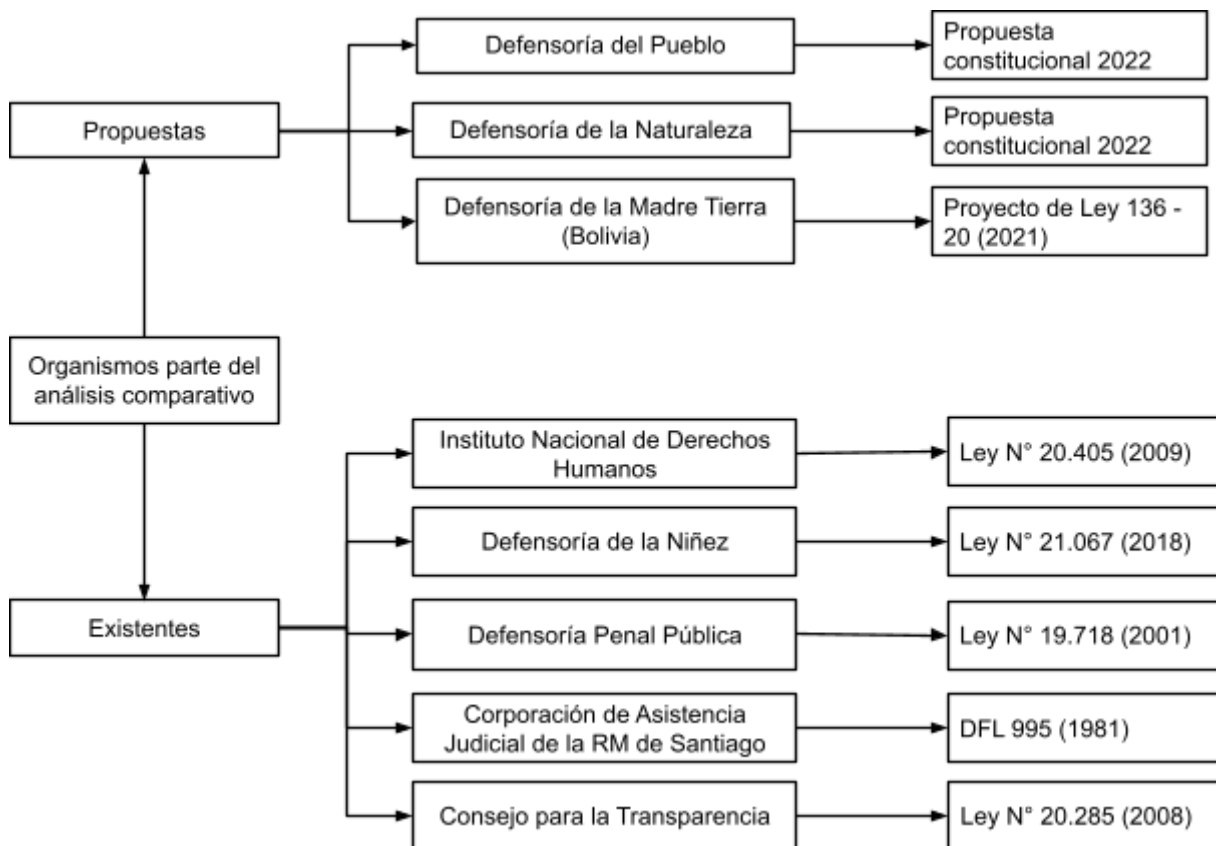 Defensoría del Pueblo
Propuesta
constitucional 2022
Propuestas
Defensoría de la Naturaleza
Propuesta
constitucional 2022
Defensoría de la Madre Tierra
(Bolivia)
Proyecto de Ley 136 -
20 (2021)
Organismos parte del
análisis comparativo
Instituto Nacional de Derechos
Humanos
Ley N° 20.405 (2009)
Defensoría de la Niñez
Ley N° 21.067 (2018)
Existentes
Defensoría Penal Pública
Ley N° 19.718 (2001)
Corporación de Asistencia
Judicial de la RM de Santiago
DFL 995 (1981)
Consejo para la Transparencia
Ley N° 20.285 (2008)